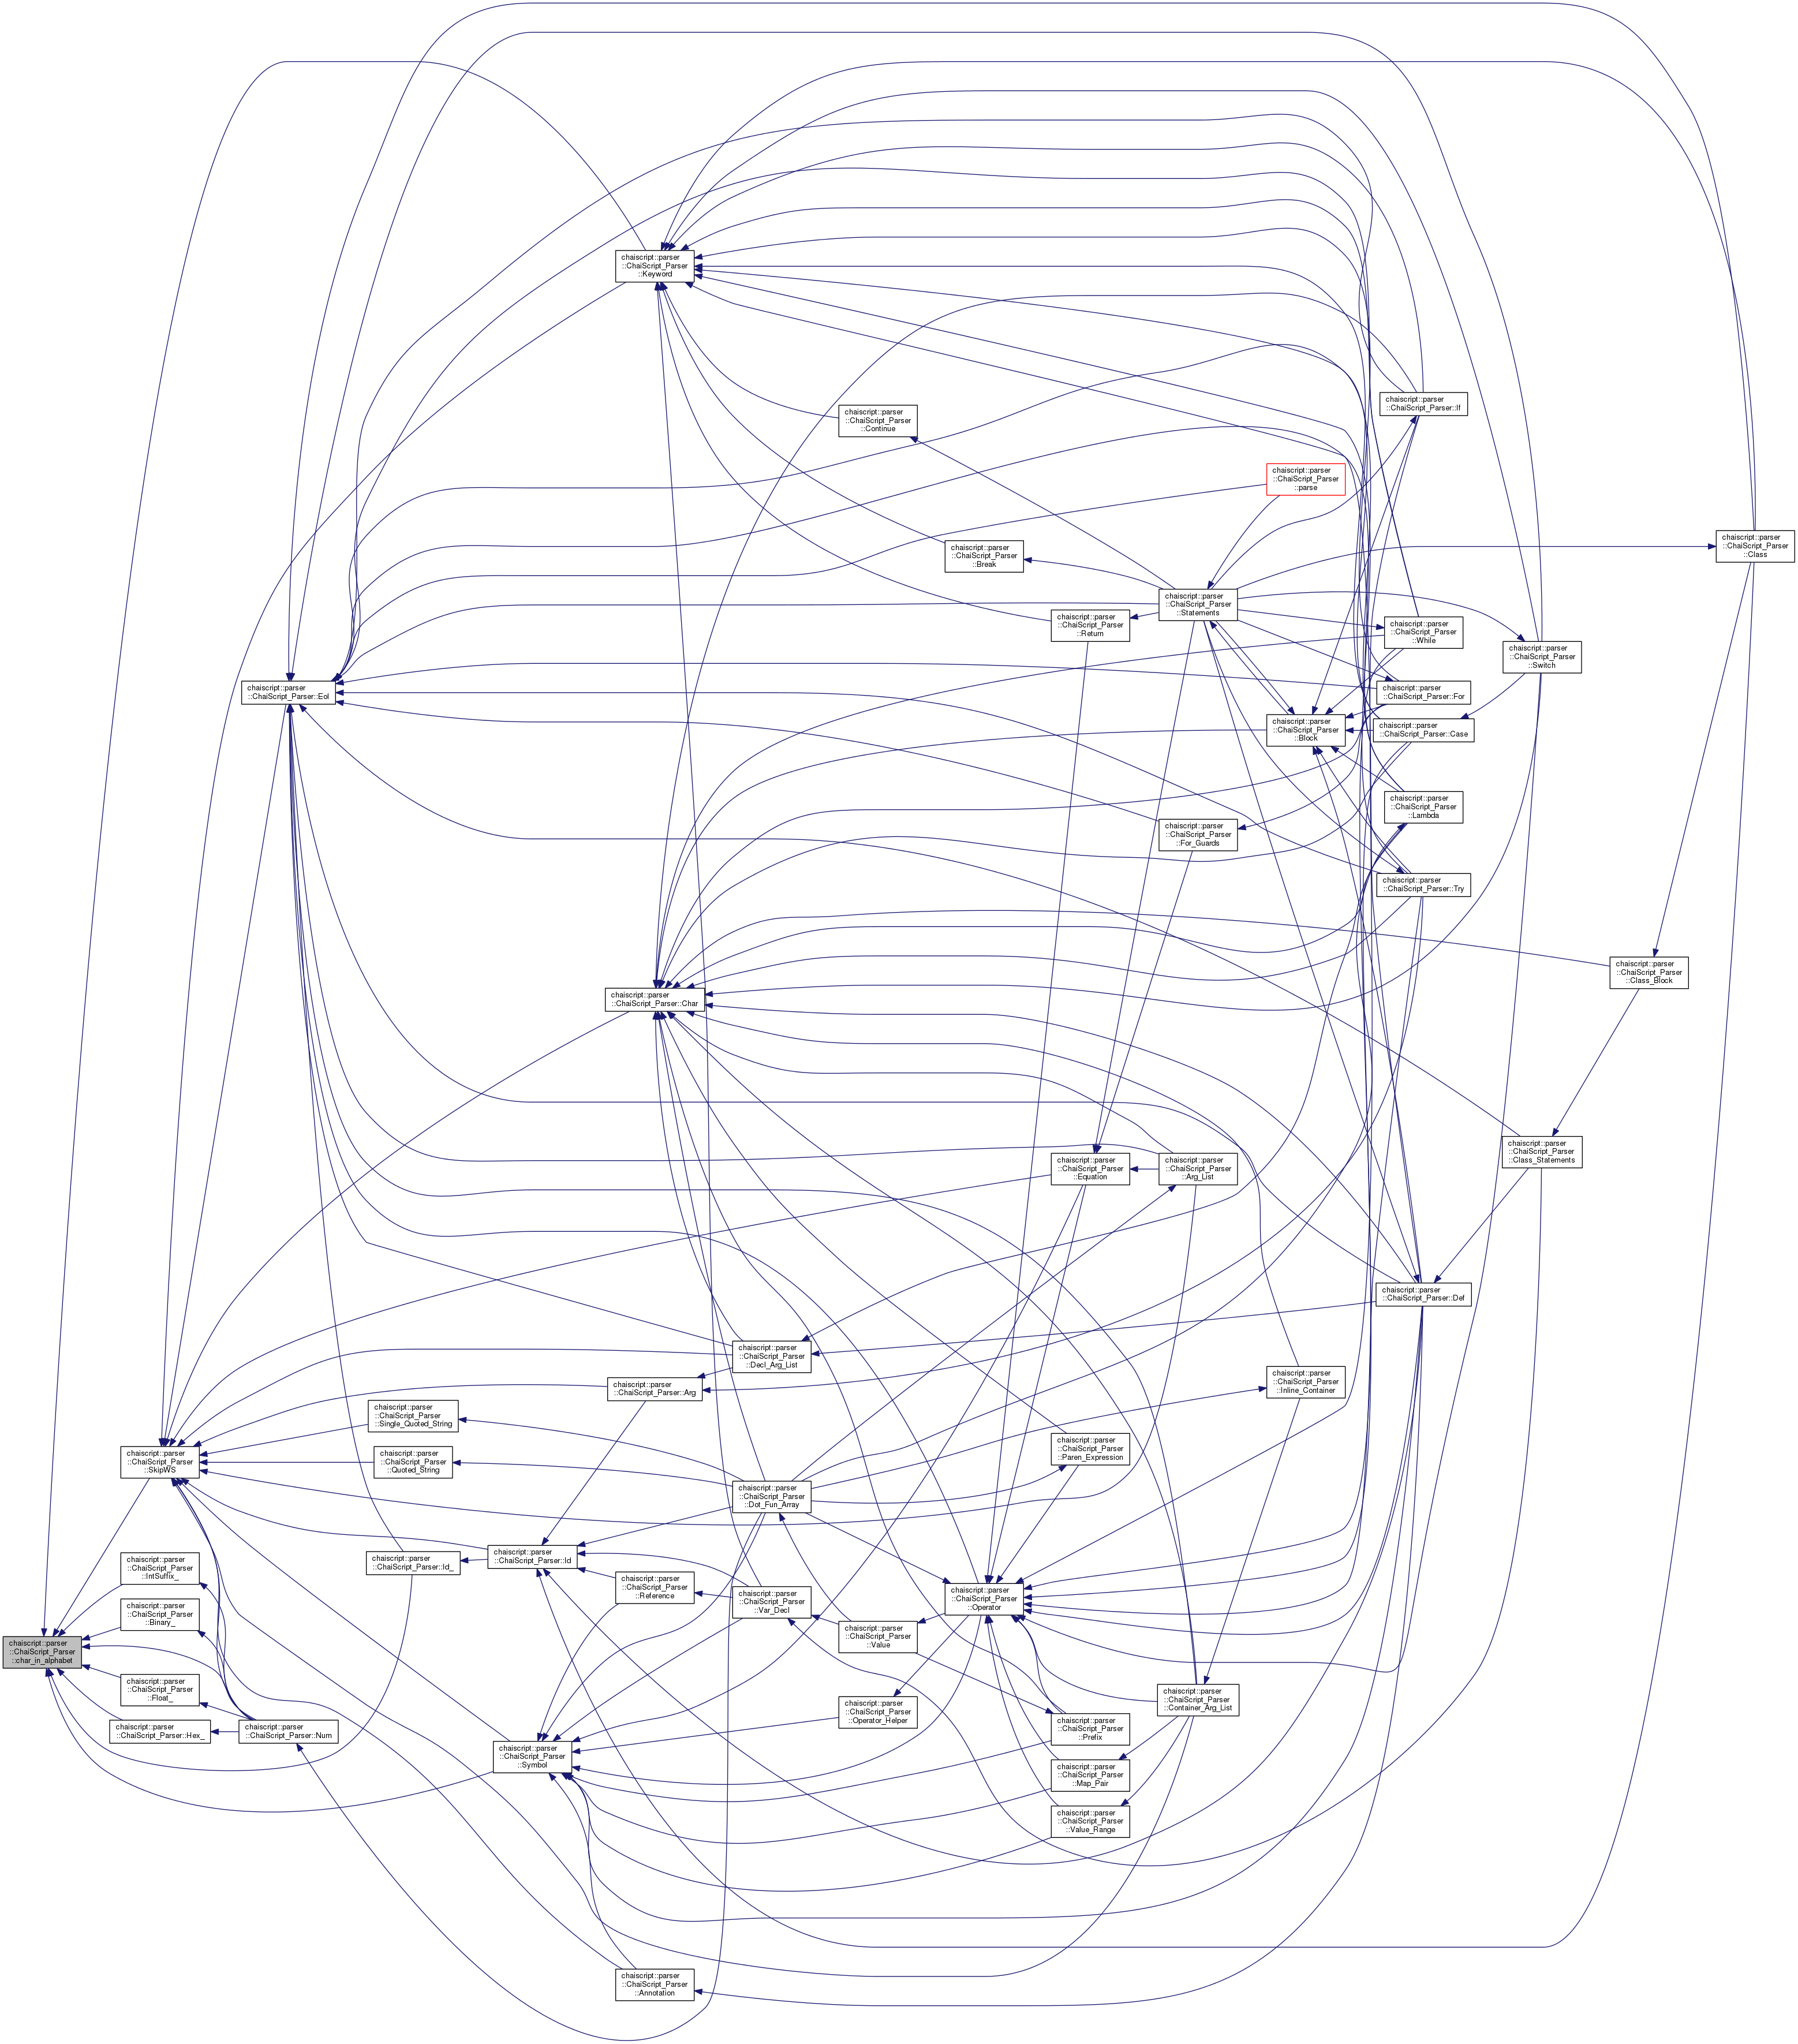 chaiscript::parser
::ChaiScript_Parser
::Keyword
chaiscript::parser
::ChaiScript_Parser::If
chaiscript::parser
::ChaiScript_Parser
::Continue
chaiscript::parser
::ChaiScript_Parser
::parse
chaiscript::parser
::ChaiScript_Parser
::Class
chaiscript::parser
::ChaiScript_Parser
::Break
chaiscript::parser
::ChaiScript_Parser
::Statements
chaiscript::parser
::ChaiScript_Parser
::Return
chaiscript::parser
::ChaiScript_Parser
::While
chaiscript::parser
::ChaiScript_Parser
::Switch
chaiscript::parser
::ChaiScript_Parser::Eol
chaiscript::parser
::ChaiScript_Parser::For
chaiscript::parser
::ChaiScript_Parser
::Block
chaiscript::parser
::ChaiScript_Parser::Case
chaiscript::parser
::ChaiScript_Parser
::Lambda
chaiscript::parser
::ChaiScript_Parser
::For_Guards
chaiscript::parser
::ChaiScript_Parser::Try
chaiscript::parser
::ChaiScript_Parser
::Class_Block
chaiscript::parser
::ChaiScript_Parser::Char
chaiscript::parser
::ChaiScript_Parser
::Class_Statements
chaiscript::parser
::ChaiScript_Parser
::Equation
chaiscript::parser
::ChaiScript_Parser
::Arg_List
chaiscript::parser
::ChaiScript_Parser::Def
chaiscript::parser
::ChaiScript_Parser
::Decl_Arg_List
chaiscript::parser
::ChaiScript_Parser
::Inline_Container
chaiscript::parser
::ChaiScript_Parser::Arg
chaiscript::parser
::ChaiScript_Parser
::Single_Quoted_String
chaiscript::parser
::ChaiScript_Parser
::Paren_Expression
chaiscript::parser
::ChaiScript_Parser
::SkipWS
chaiscript::parser
::ChaiScript_Parser
::Quoted_String
chaiscript::parser
::ChaiScript_Parser
::Dot_Fun_Array
chaiscript::parser
::ChaiScript_Parser::Id
chaiscript::parser
::ChaiScript_Parser::Id_
chaiscript::parser
::ChaiScript_Parser
::IntSuffix_
chaiscript::parser
::ChaiScript_Parser
::Reference
chaiscript::parser
::ChaiScript_Parser
::Operator
chaiscript::parser
::ChaiScript_Parser
::Var_Decl
chaiscript::parser
::ChaiScript_Parser
::Binary_
chaiscript::parser
::ChaiScript_Parser
::Value
chaiscript::parser
::ChaiScript_Parser
::char_in_alphabet
chaiscript::parser
::ChaiScript_Parser
::Float_
chaiscript::parser
::ChaiScript_Parser
::Container_Arg_List
chaiscript::parser
::ChaiScript_Parser
::Operator_Helper
chaiscript::parser
::ChaiScript_Parser::Hex_
chaiscript::parser
::ChaiScript_Parser::Num
chaiscript::parser
::ChaiScript_Parser
::Prefix
chaiscript::parser
::ChaiScript_Parser
::Symbol
chaiscript::parser
::ChaiScript_Parser
::Map_Pair
chaiscript::parser
::ChaiScript_Parser
::Value_Range
chaiscript::parser
::ChaiScript_Parser
::Annotation